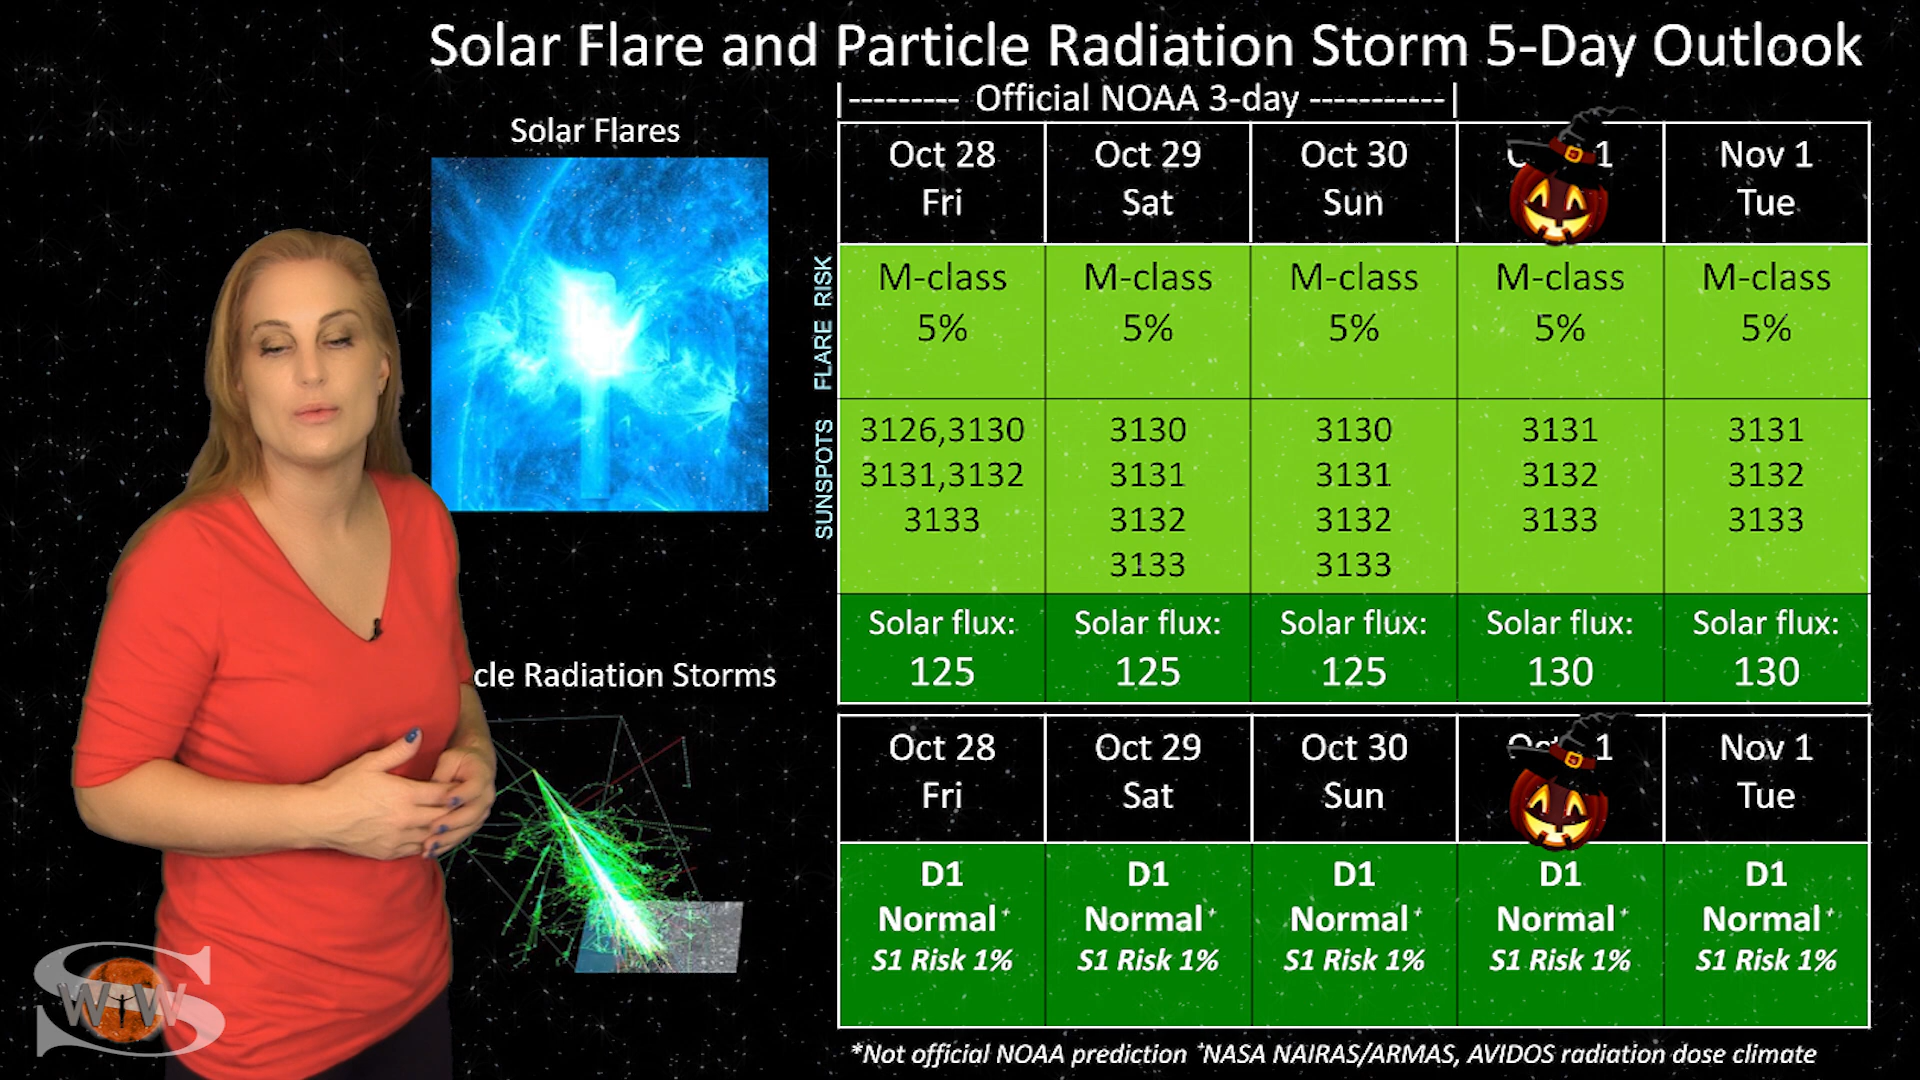 Solar Flare and Particle Radiation Storm 5-Day Outlook
|--------- Official NOAA 3-day -----------|
Solar Flares
Oct 28 Oct 29 Oct 30 1 Nov 1
Fri Sat Sun Tue
FLARE RISK
M-class M-class M-class M-class M-class
5% 5% 5% 5% 5%
SUNSPOTS
3126,3130 3130 3130 3131 3131
3131,3132 3131 3131 3132 3132
3133 3132 3132 3133 3133
3133 3133
Solar flux: Solar flux: Solar flux: Solar flux: Solar flux:
125 125 125 130 130
cle Radiation Storms
Oct 28 Oct 29 Oct 30 Oct 1 Nov 1
Fri Sat Sun Tue
D1 D1 D1 D1 D1
Normal⁺ Normal⁺ Normal⁺ Normal⁺ Normal⁺
S1 Risk 1% S1 Risk 1% S1 Risk 1% S1 Risk 1% S1 Risk 1%
*Not official NOAA prediction ⁺NASA NAIRAS/ARMAS, AVIDOS radiation dose climate
SWTW